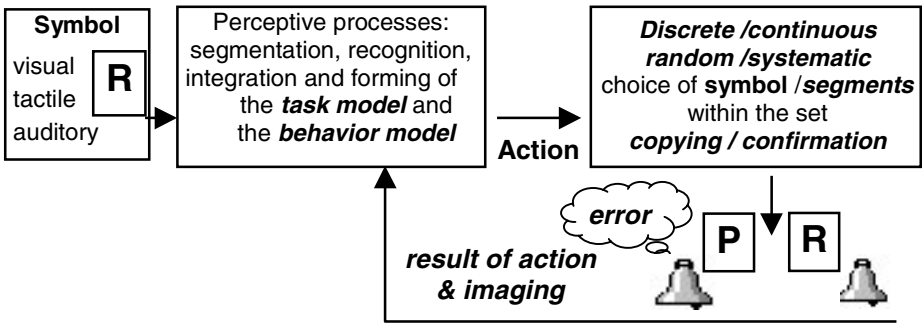 Symbol
visual
tactile
auditory
R
Perceptive processes:
segmentation, recognition,
integration and forming of
the task model and
the behavior model
Action
Discrete /continuous
random /systematic
choice of symbol /segments
within the set
copying / confirmation
error
P
R
result of action
& imaging